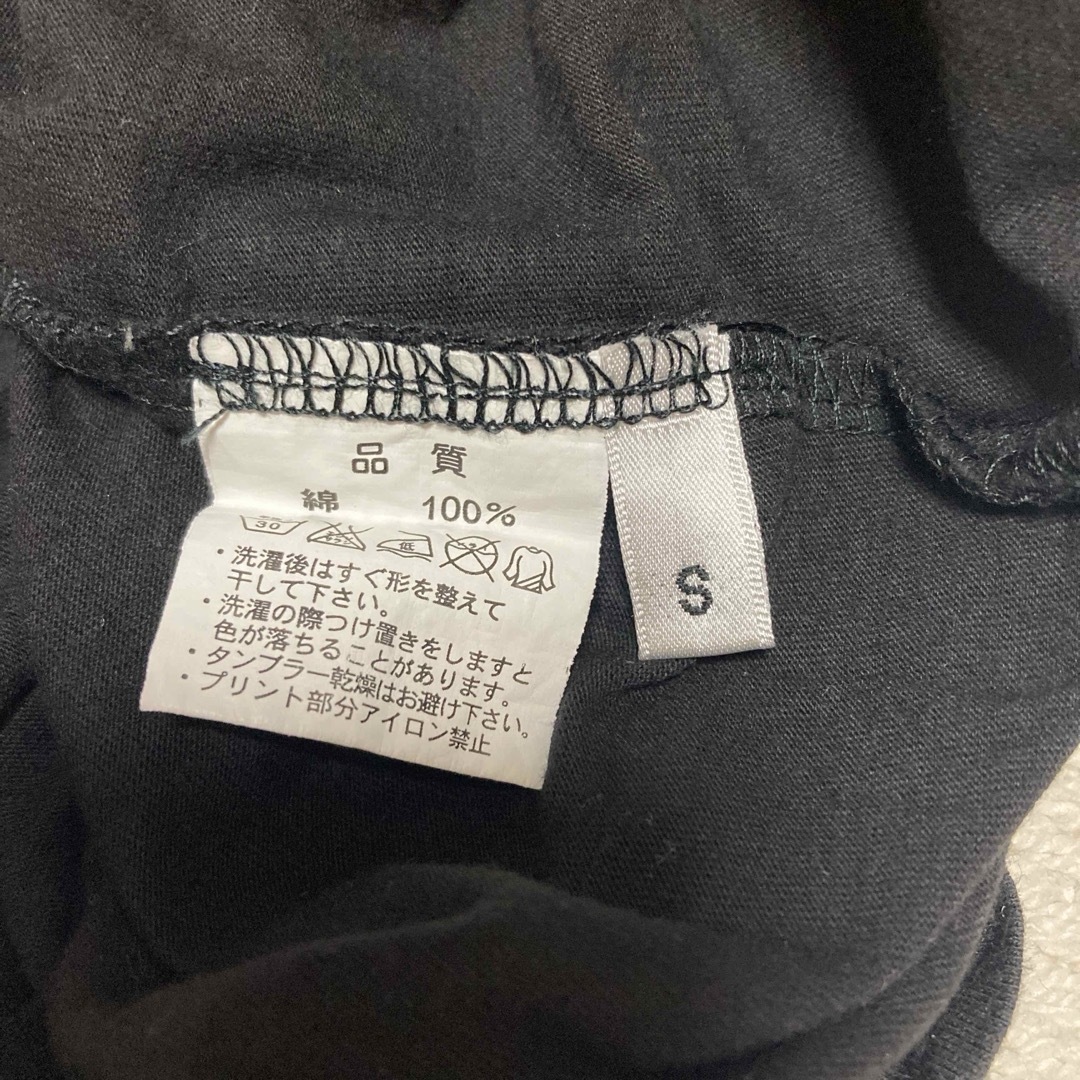 品 質
綿 100%
30 低
・洗濯後はすぐ形を整えて
干して下さい。
・洗濯の際つけ置きをしますと
色が落ちることがあります。
・タンブラー乾燥はお避け下さい。
・プリント部分アイロン禁止
S